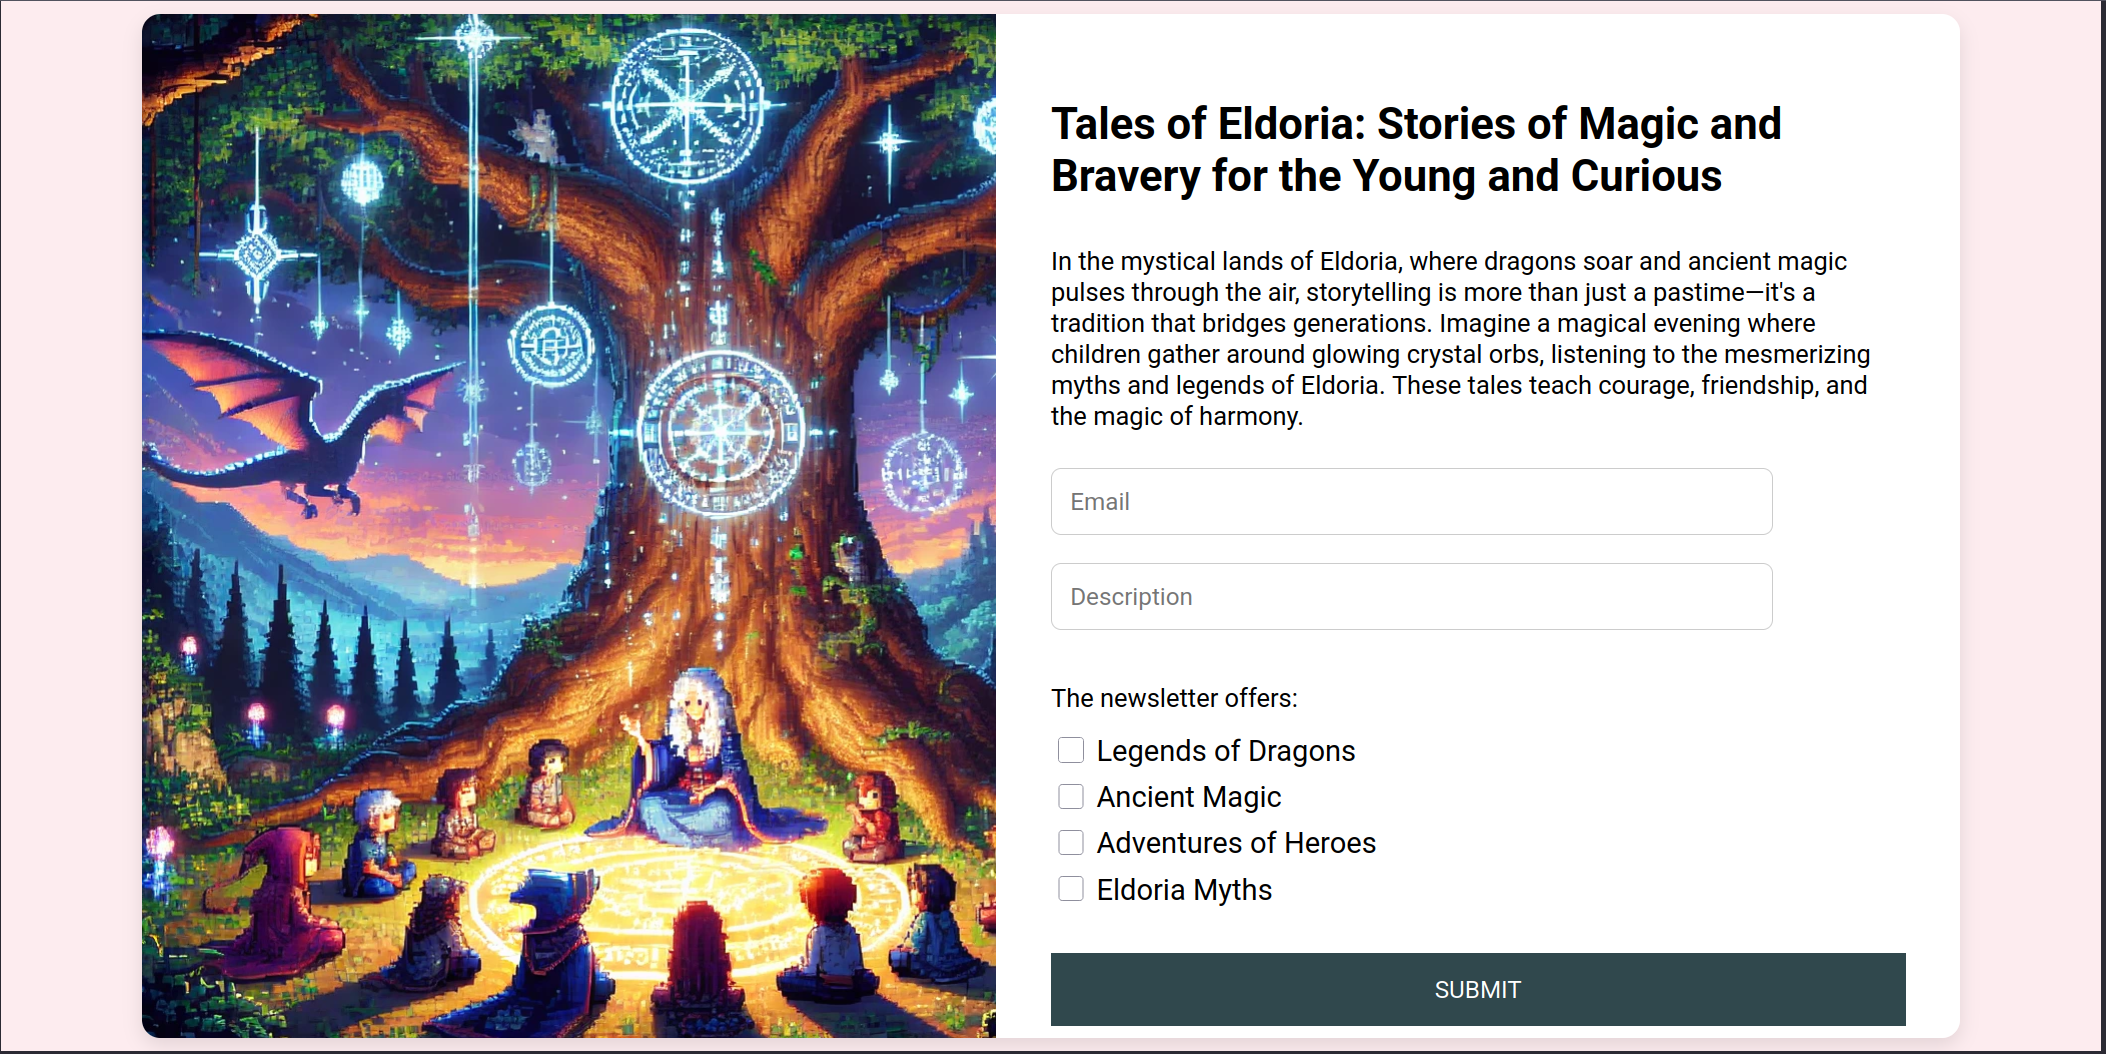 Tales of Eldoria: Stories of Magic and
Bravery for the Young and Curious
In the mystical lands of Eldoria, where dragons soar and ancient magic
pulses through the air, storytelling is more than just a pastime—it's a
tradition that bridges generations. Imagine a magical evening where
children gather around glowing crystal orbs, listening to the mesmerizing
myths and legends of Eldoria. These tales teach courage, friendship, and
the magic of harmony.
Email
Description
The newsletter offers:
Legends of Dragons
Ancient Magic
Adventures of Heroes
Eldoria Myths
SUBMIT